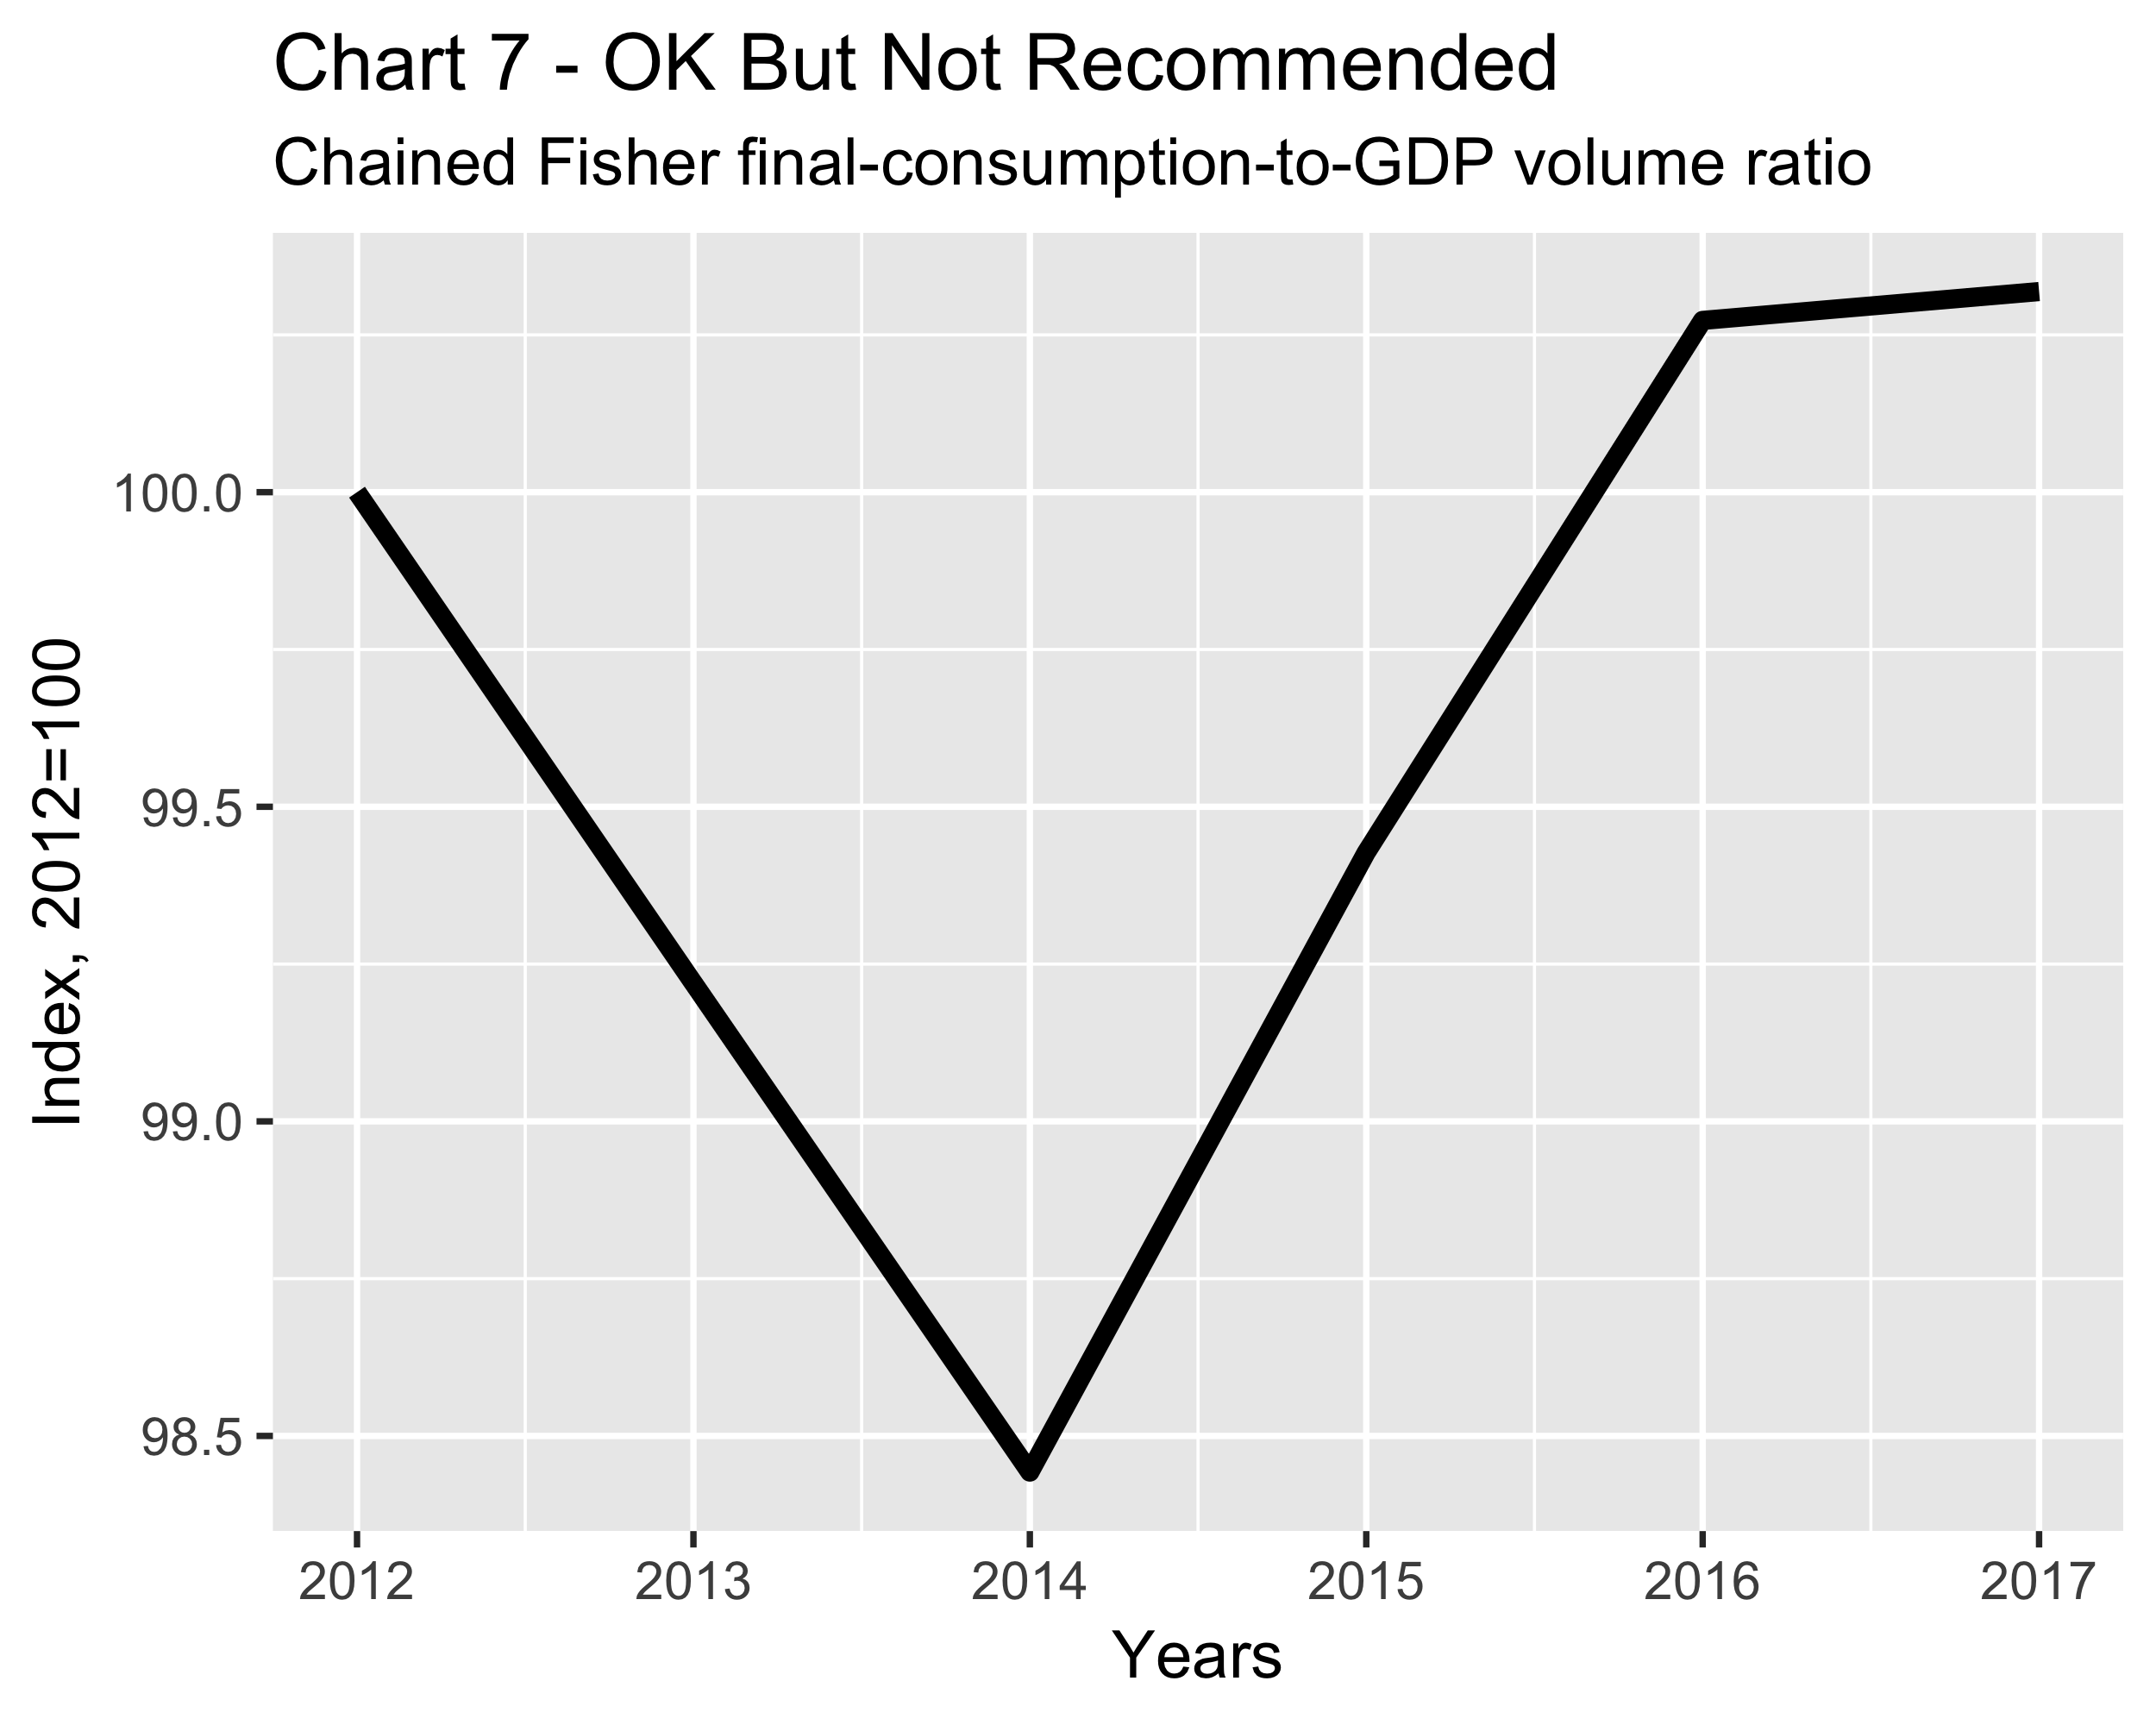 Chart 7 - OK But Not Recommended
Chained Fisher final-consumption-to-GDP volume ratio
Index, 2012=100
100.0
99.5
99.0
98.5
2012 2013 2014 2015 2016 2017
Years